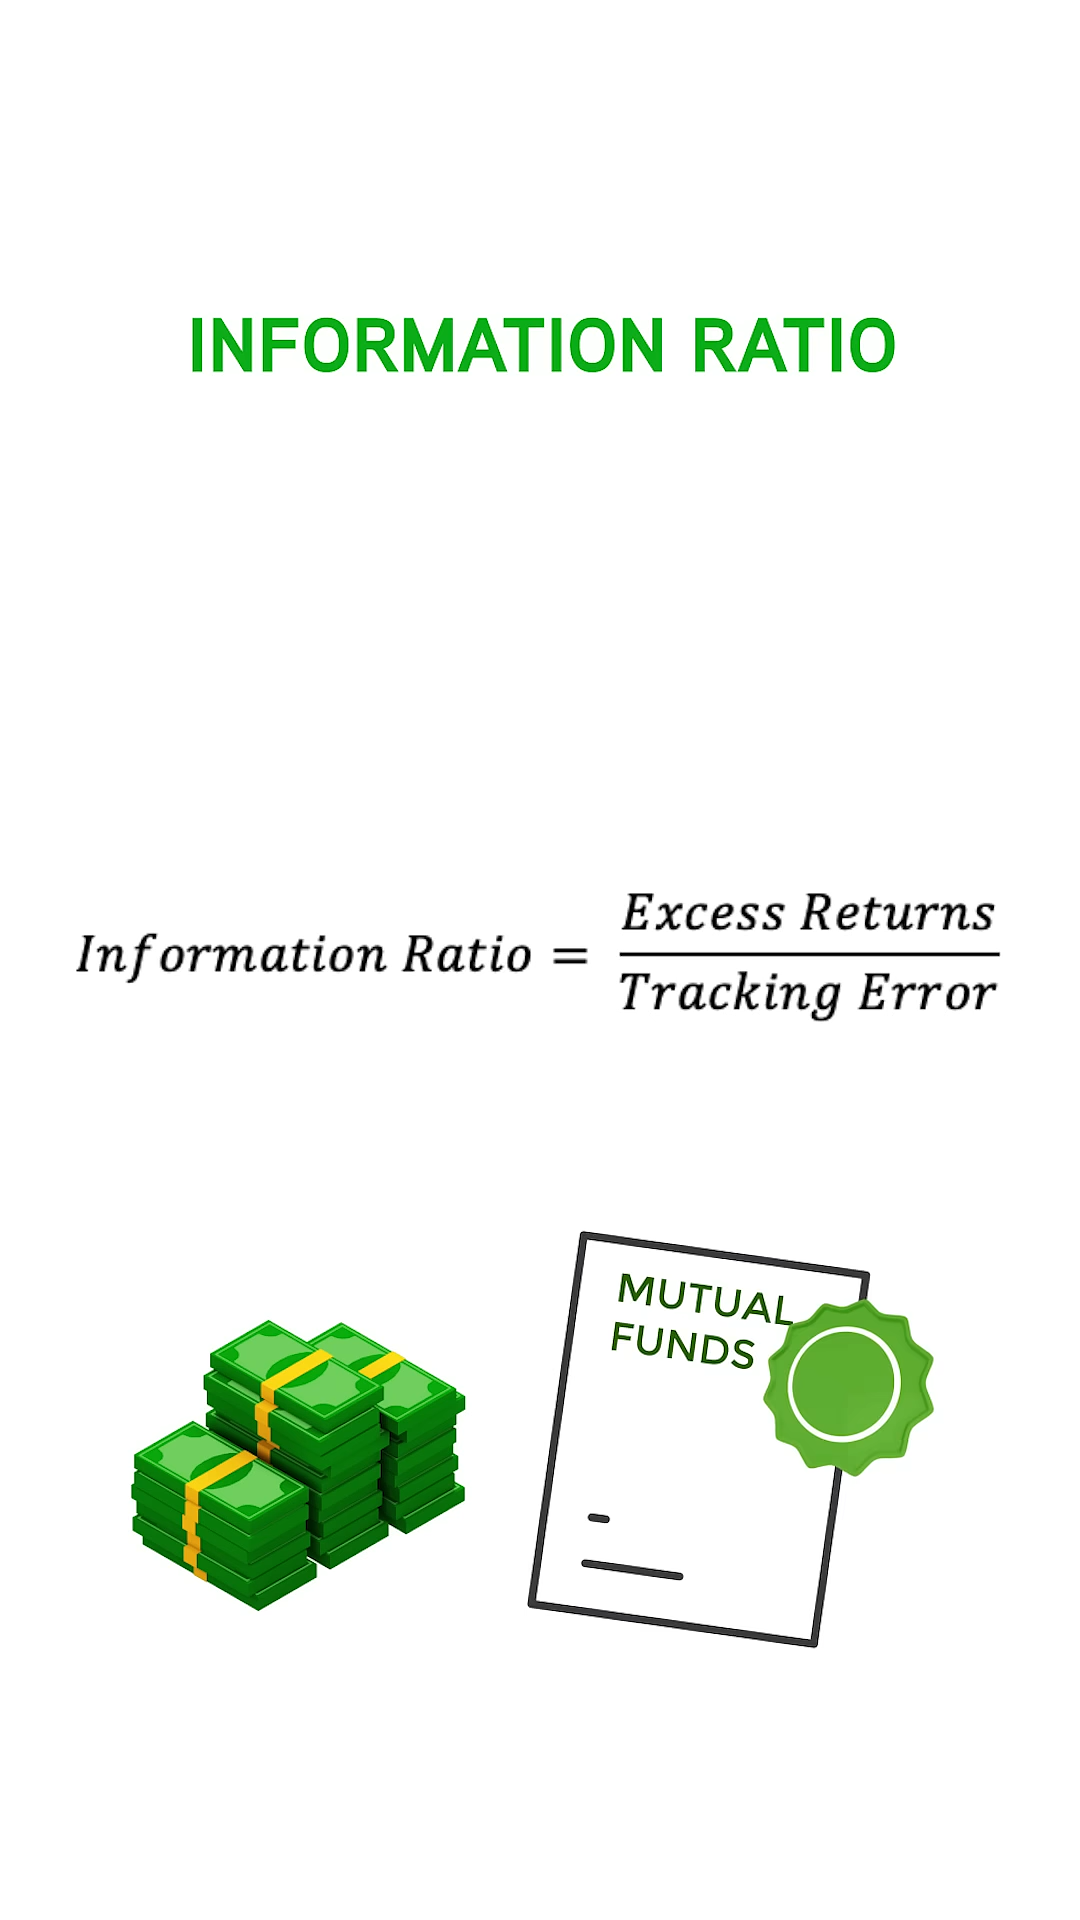 INFORMATION RATIO
Information Ratio = Excess Returns / Tracking Error
MUTUAL
FUNDS